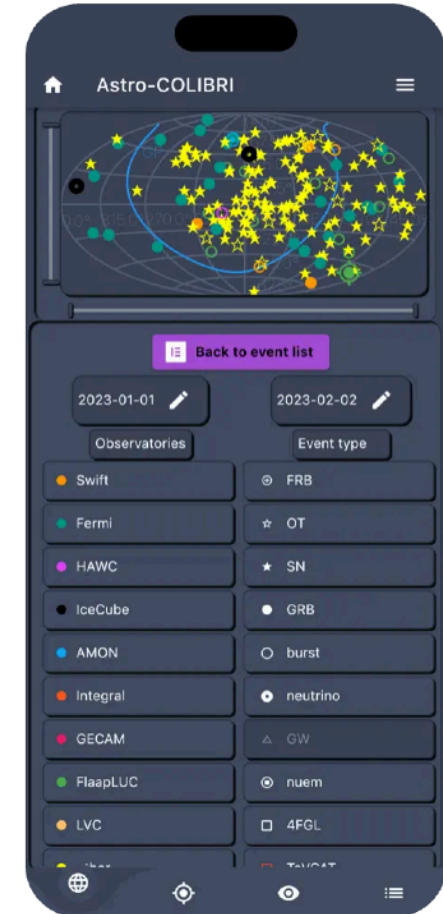 Astro-COLIBRI
Back to event list
2023-01-01
2023-02-02
Observatories
Event type
Swift
FRB
Fermi
OT
HAWC
SN
IceCube
GRB
AMON
burst
Integral
neutrino
GECAM
GW
FlaapLUC
nuem
LVC
4FGL
TeVCAT